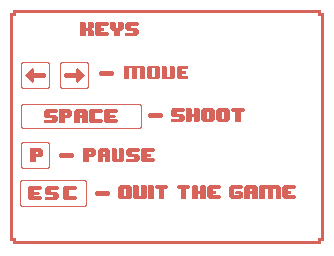 KEYS
← → - MOVE
SPACE - SHOOT
P - PAUSE
ESC - QUIT THE GAME